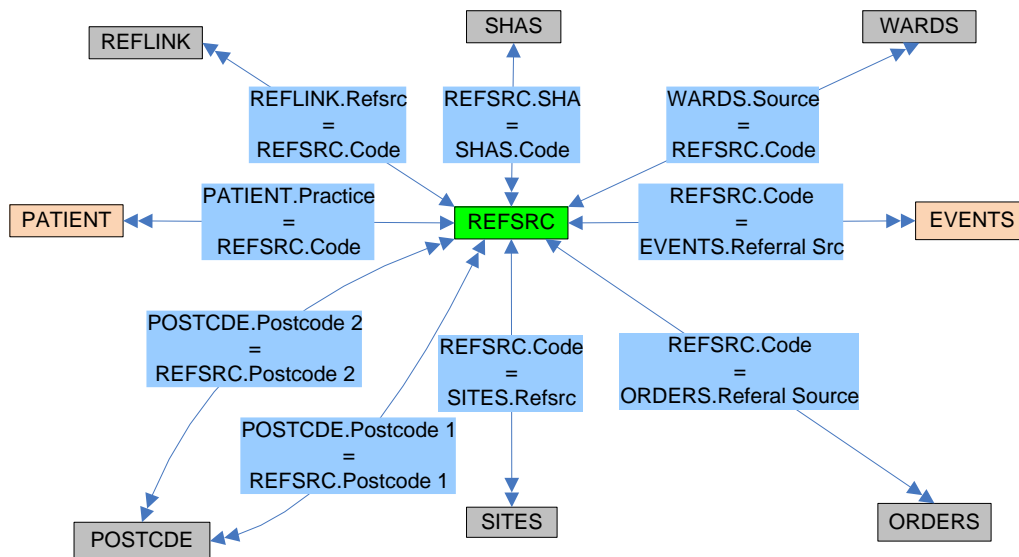 SHAS
WARDS
REFLINK
REFLINK.Refsrc
=
REFSRC.Code
REFSRC.SHA
=
SHAS.Code
WARDS.Source
=
REFSRC.Code
PATIENT
PATIENT.Practice
=
REFSRC.Code
REFSRC
REFSRC.Code
=
EVENTS.Referral Src
EVENTS
POSTCDE.Postcode 2
=
REFSRC.Postcode 2
REFSRC.Code
=
SITES.Refsrc
REFSRC.Code
=
ORDERS.Referal Source
POSTCDE.Postcode 1
=
REFSRC.Postcode 1
POSTCDE
SITES
ORDERS